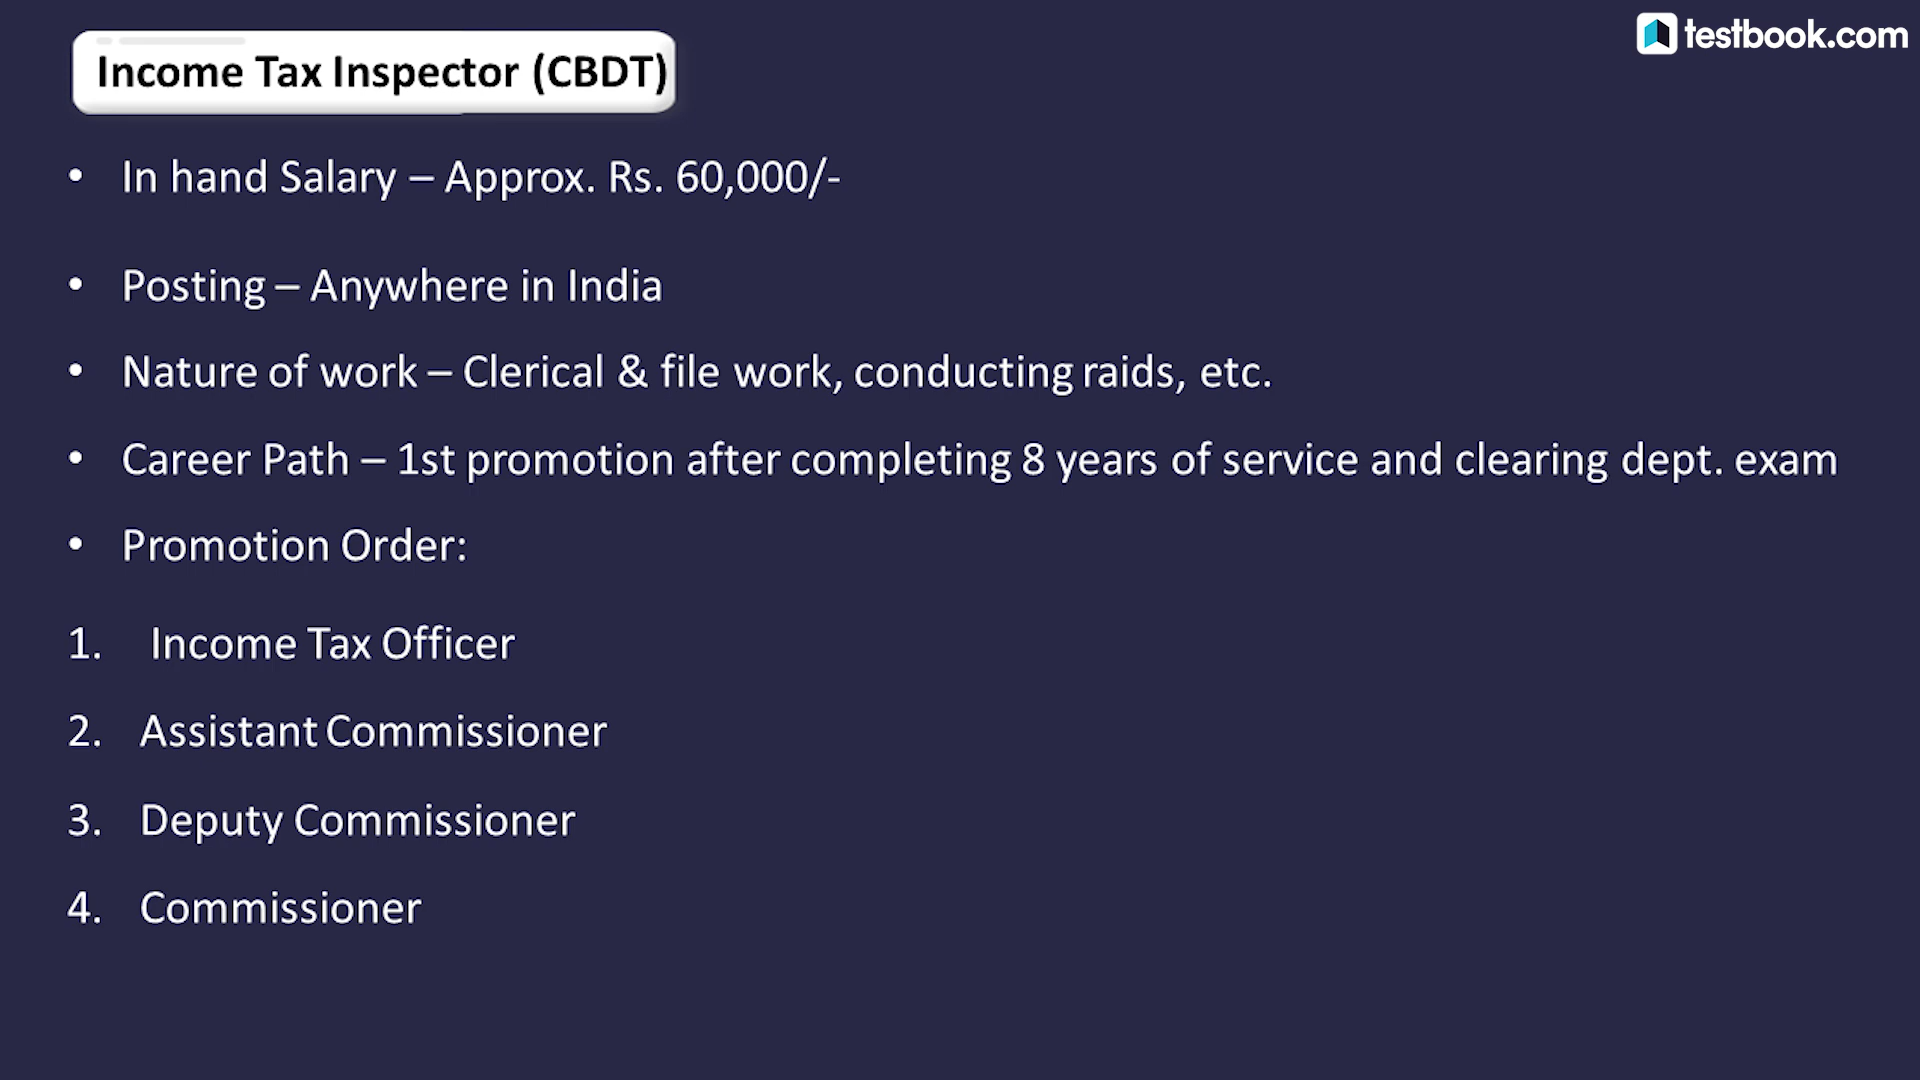 testbook.com
Income Tax Inspector (CBDT)
• In hand Salary – Approx. Rs. 60,000/-
• Posting – Anywhere in India
• Nature of work – Clerical & file work, conducting raids, etc.
• Career Path – 1st promotion after completing 8 years of service and clearing dept. exam
• Promotion Order:
1. Income Tax Officer
2. Assistant Commissioner
3. Deputy Commissioner
4. Commissioner